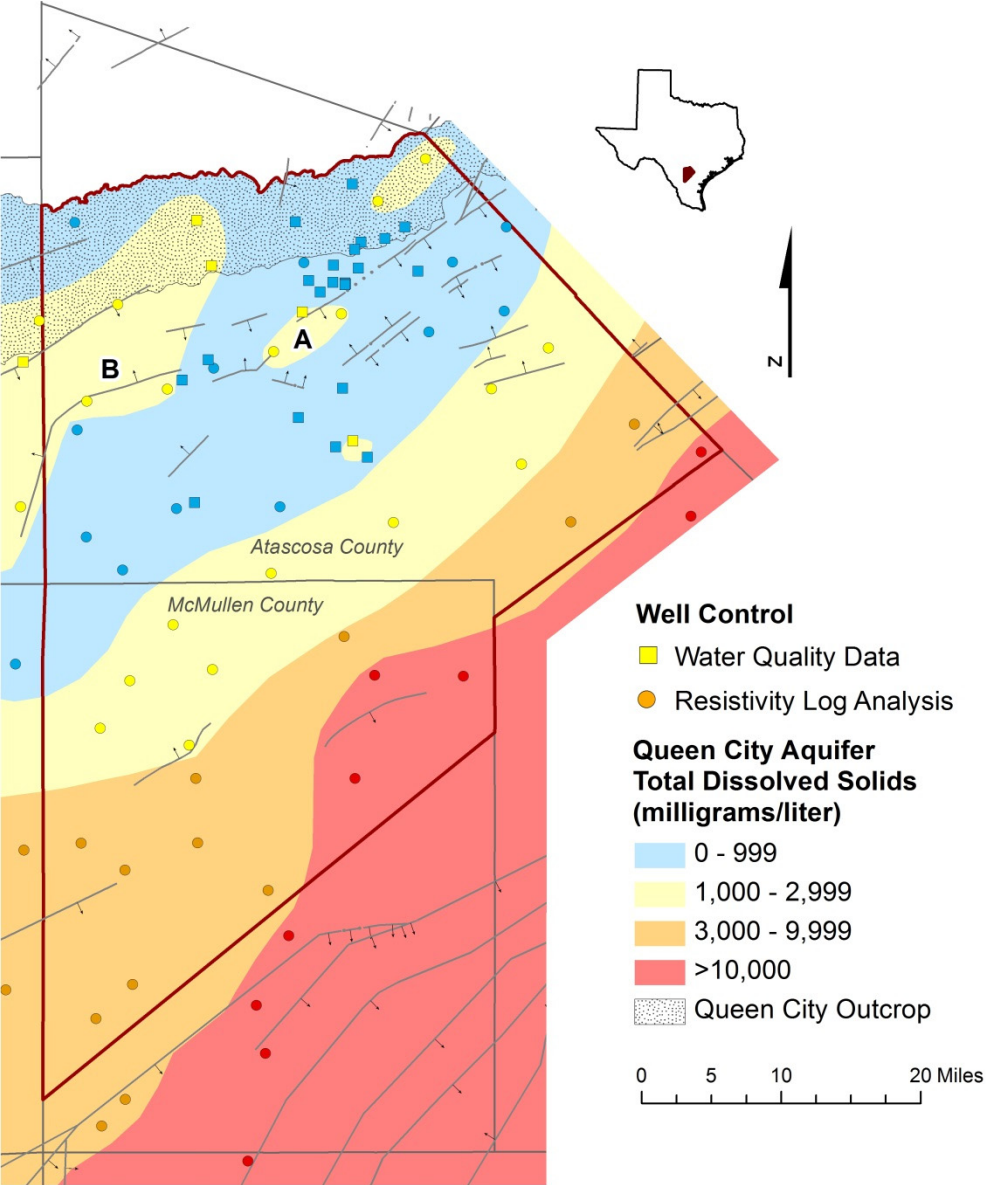 A
B
Atascosa County
McMullen County
N
Well Control
Water Quality Data
Resistivity Log Analysis
Queen City Aquifer
Total Dissolved Solids
(milligrams/liter)
0 - 999
1,000 - 2,999
3,000 - 9,999
>10,000
Queen City Outcrop
0 5 10 20 Miles